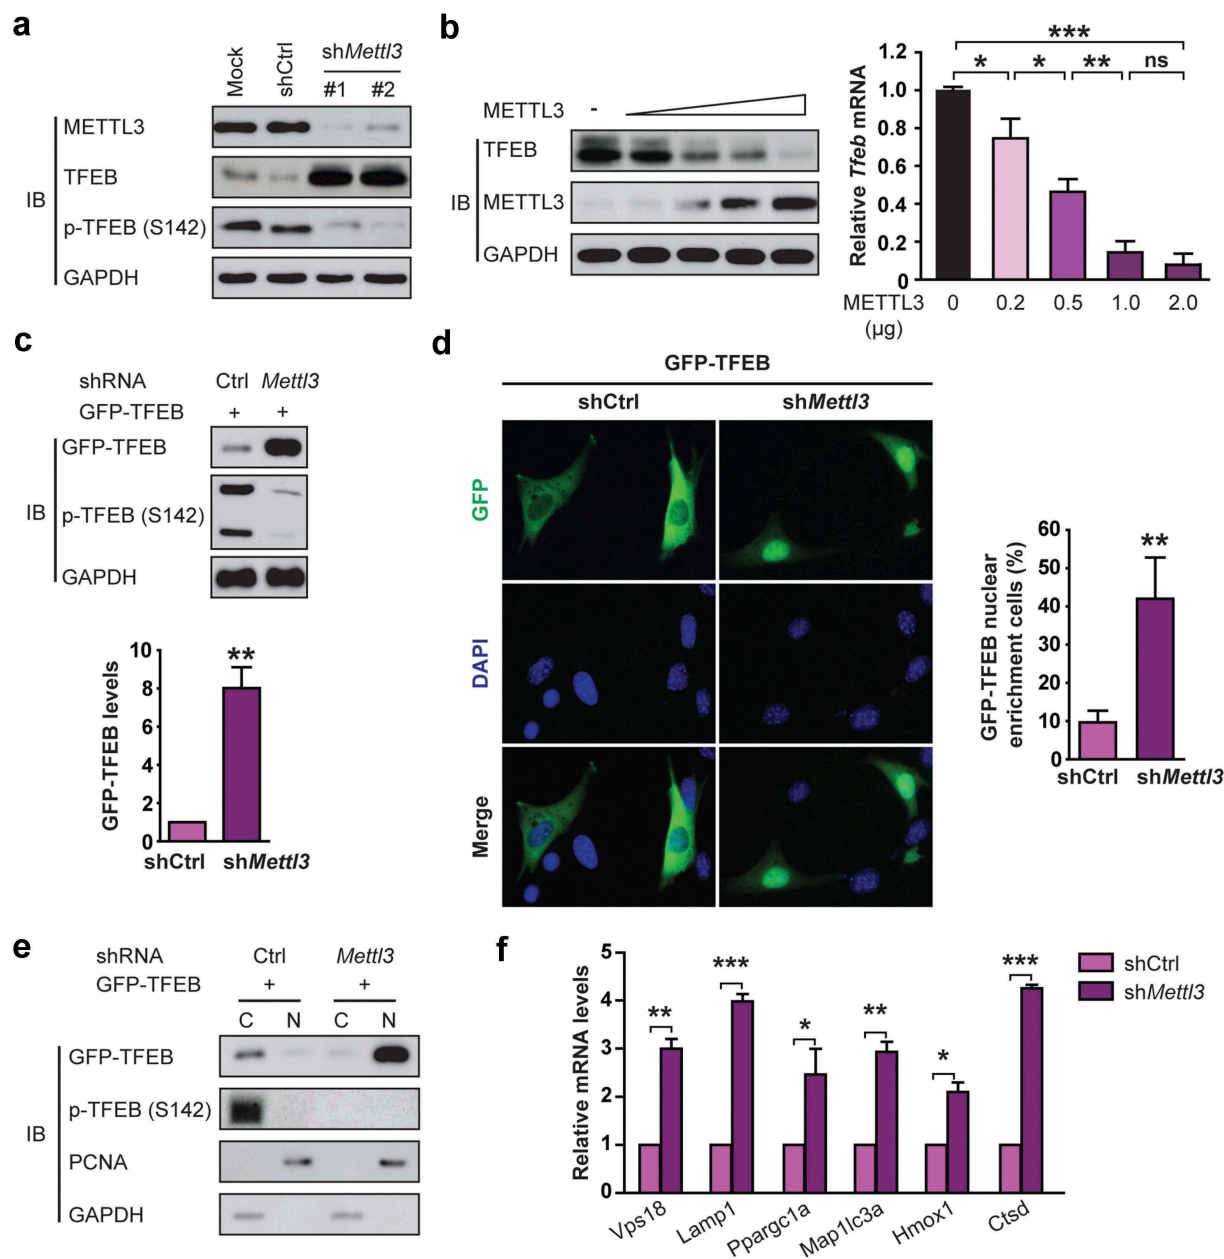 a
Mock
shCtrl
shMettl3
#1 #2
IB
METTL3
TFEB
p-TFEB (S142)
GAPDH
b
METTL3 -
IB
TFEB
METTL3
GAPDH
Relative Tfeb mRNA
1.2
1.0
0.8
0.6
0.4
0.2
0
***
* * ** ns
METTL3 0 0.2 0.5 1.0 2.0
(µg)
c
shRNA Ctrl Mettl3
GFP-TFEB + +
IB
GFP-TFEB
p-TFEB (S142)
GAPDH
GFP-TFEB levels
10
8
6
4
2
0
**
shCtrl shMettl3
d
GFP-TFEB
shCtrl shMettl3
GFP
DAPI
Merge
GFP-TFEB nuclear
enrichment cells (%)
60
50
40
30
20
10
0
**
shCtrl shMettl3
e
shRNA Ctrl Mettl3
GFP-TFEB + +
C N C N
IB
GFP-TFEB
p-TFEB (S142)
PCNA
GAPDH
f
Relative mRNA levels
5
4
3
2
1
0
** *** * ** * ***
Vps18 Lamp1 Ppargc1a Map1lc3a Hmox1 Ctsd
shCtrl
shMettl3